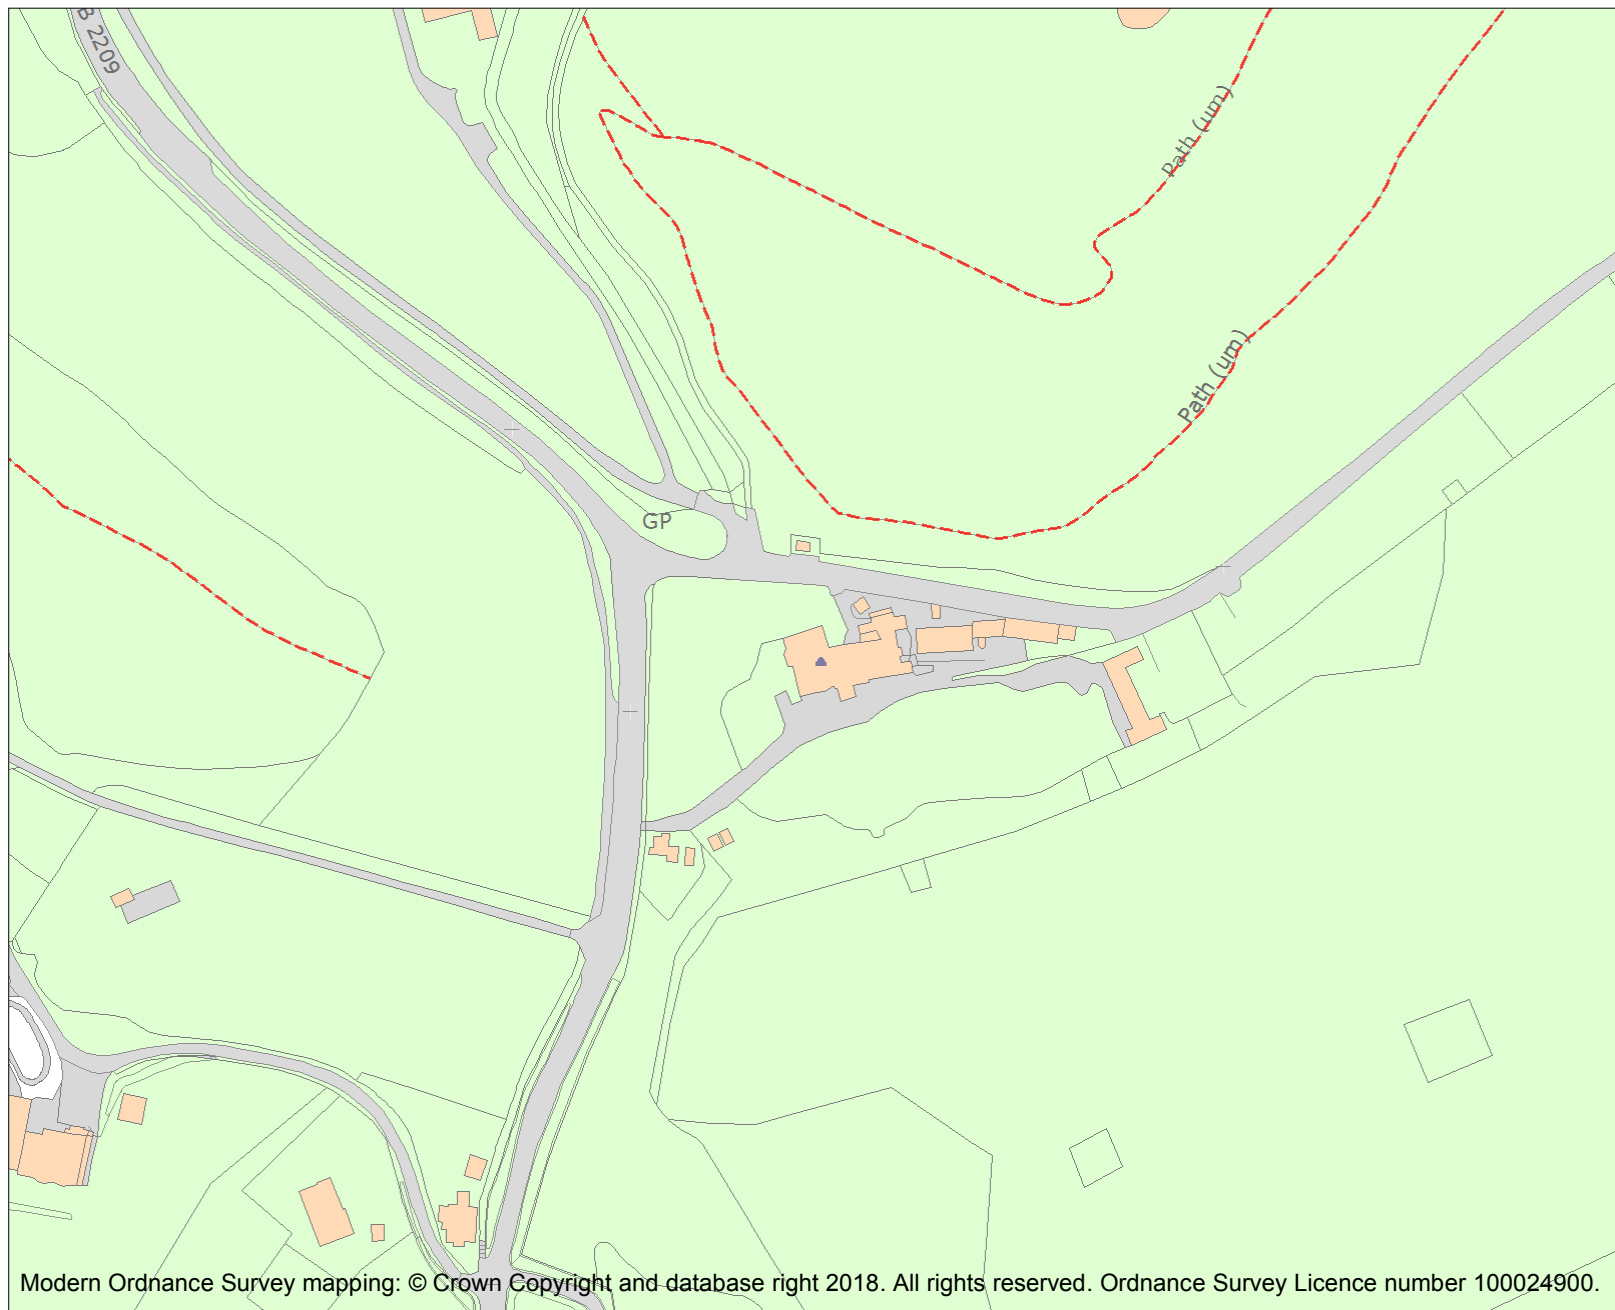 B 2209
Path (um)
Path (um)
GP
Modern Ordnance Survey mapping: © Crown Copyright and database right 2018. All rights reserved. Ordnance Survey Licence number 100024900.